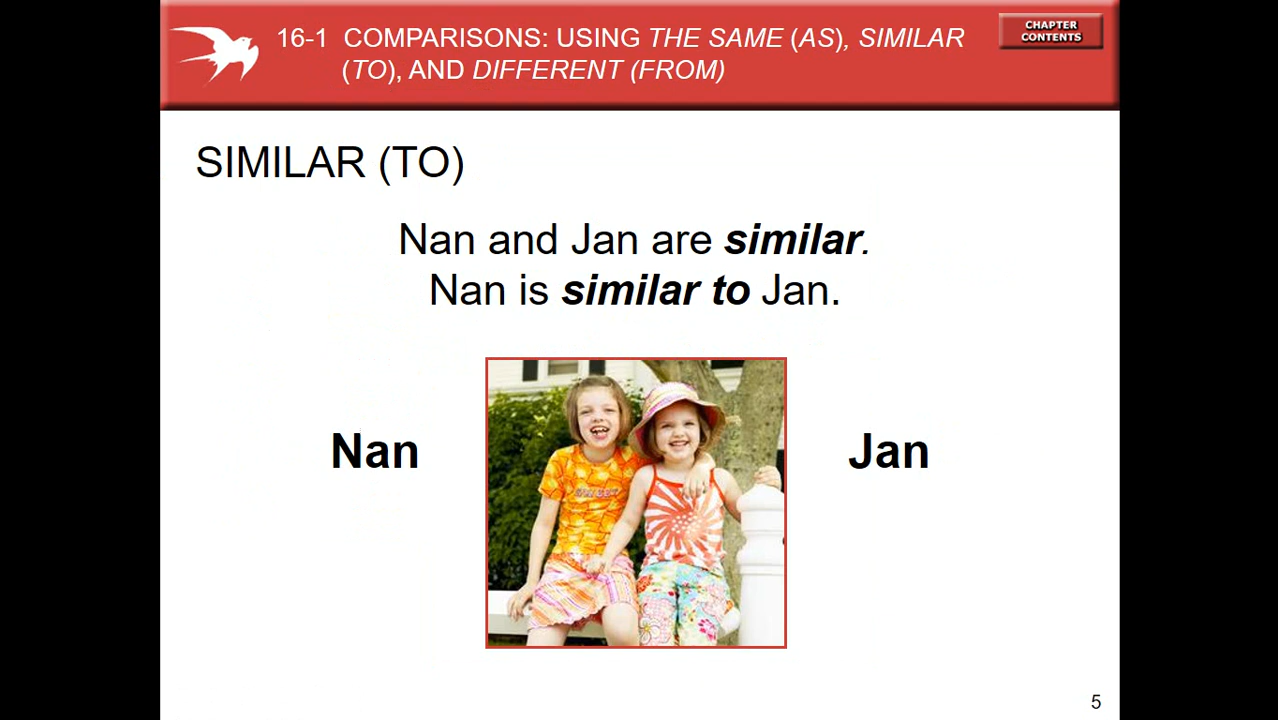 16-1 COMPARISONS: USING THE SAME (AS), SIMILAR
(TO), AND DIFFERENT (FROM)
CHAPTER
CONTENTS
SIMILAR (TO)
Nan and Jan are similar.
Nan is similar to Jan.
Nan
Jan
5